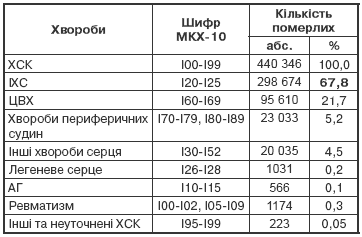 Хвороби Шифр МКХ-10 Кількість померлих
абс. %
ХСК I00-I99 440 346 100,0
ІХС I20-I25 298 674 67,8
ЦВХ I60-I69 95 610 21,7
Хвороби периферичних судин I70-I79, I80-I89 23 033 5,2
Інші хвороби серця I30-I52 20 035 4,5
Легеневе серце I26-I28 1031 0,2
АГ I10-I15 566 0,1
Ревматизм I00-I02, I05-I09 1174 0,3
Інші та неуточнені ХСК I95-I99 223 0,05